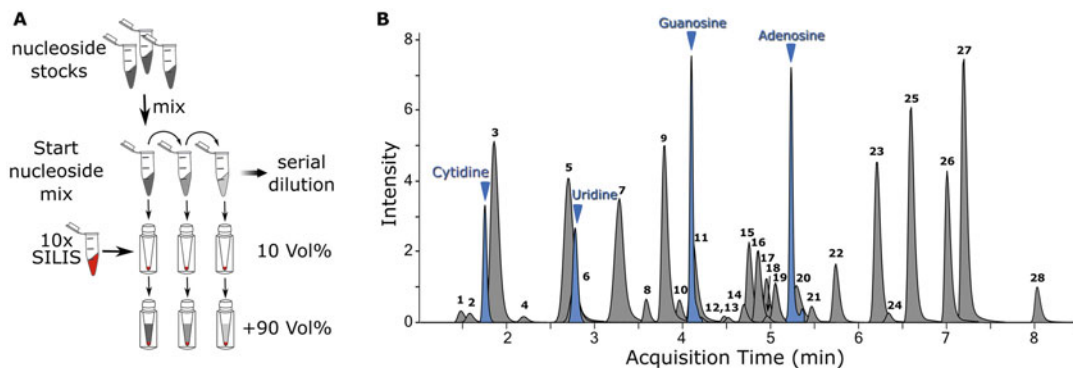 A
nucleoside
stocks
mix
Start
nucleoside
mix
serial
dilution
10x
SILIS
10 Vol%
+90 Vol%
B
Intensity
8
6
4
2
0
Cytidine
Uridine
Guanosine
Adenosine
1
2
3
4
5
6
7
8
9
10
11
12,13
14
15
16
17
18
19
20
21
22
23
24
25
26
27
28
2
3
4
5
6
7
8
Acquisition Time (min)